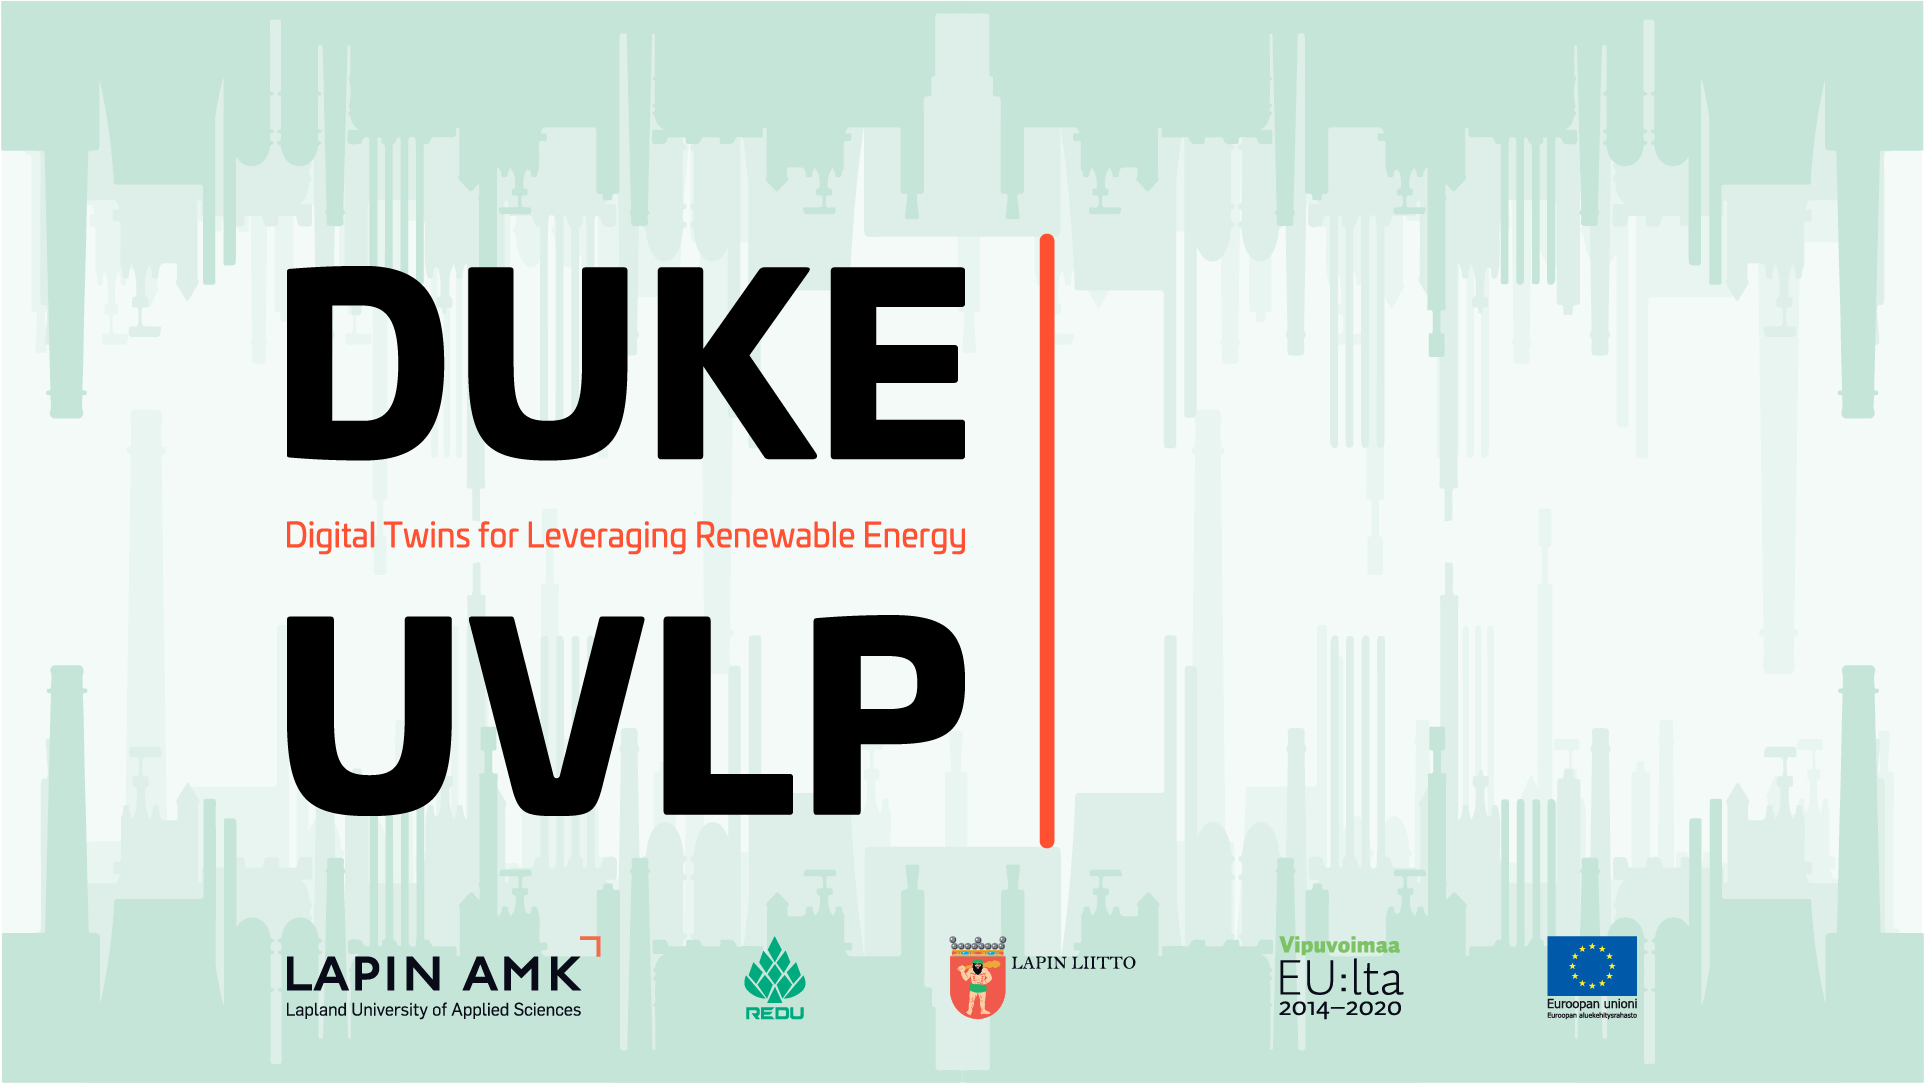 DUKE
Digital Twins for Leveraging Renewable Energy
UVLP
LAPIN AMK
Lapland University of Applied Sciences
REDU
LAPIN LIITTO
Vipuvoimaa
EU:lta
2014–2020
Euroopan unioni
Euroopan aluekehitysrahasto